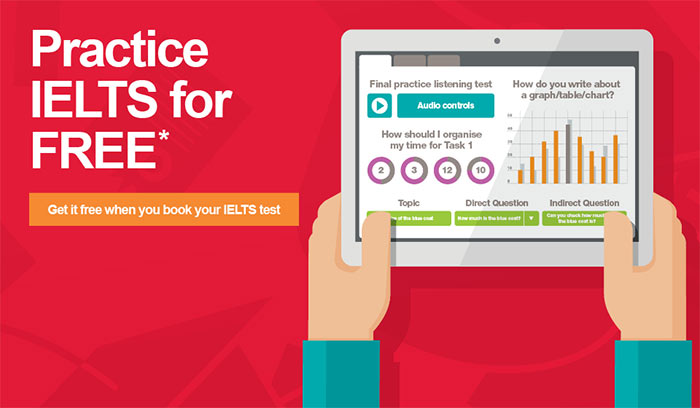 Practice
IELTS for
FREE*
Get it free when you book your IELTS test
Final practice listening test
Audio controls
How should I organise
my time for Task 1
2 3 12 10
How do you write about
a graph/table/chart?
Topic Direct Question Indirect Question
of the blue coat
How much is the blue coat?
Can you check how much
the blue coat is?